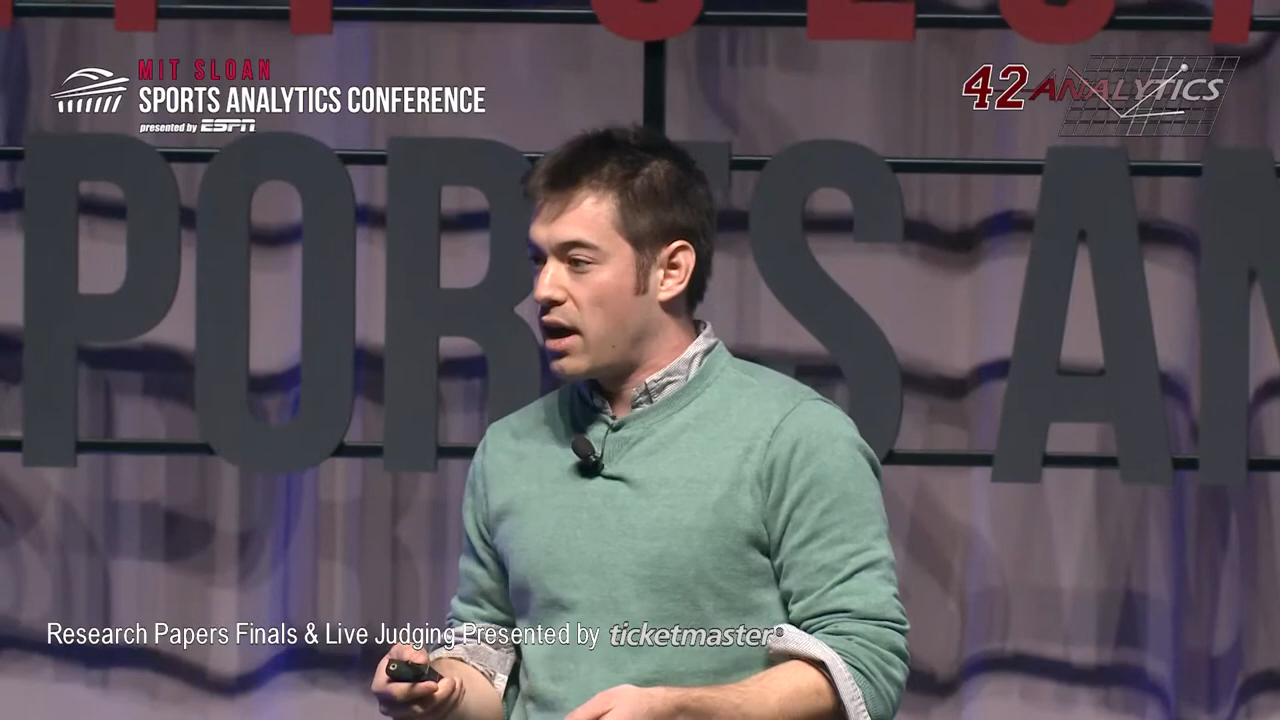 MIT SLOAN
SPORTS ANALYTICS CONFERENCE
presented by ESPN
42 ANALYTICS
PORTS AN
Research Papers Finals & Live Judging Presented by ticketmaster®